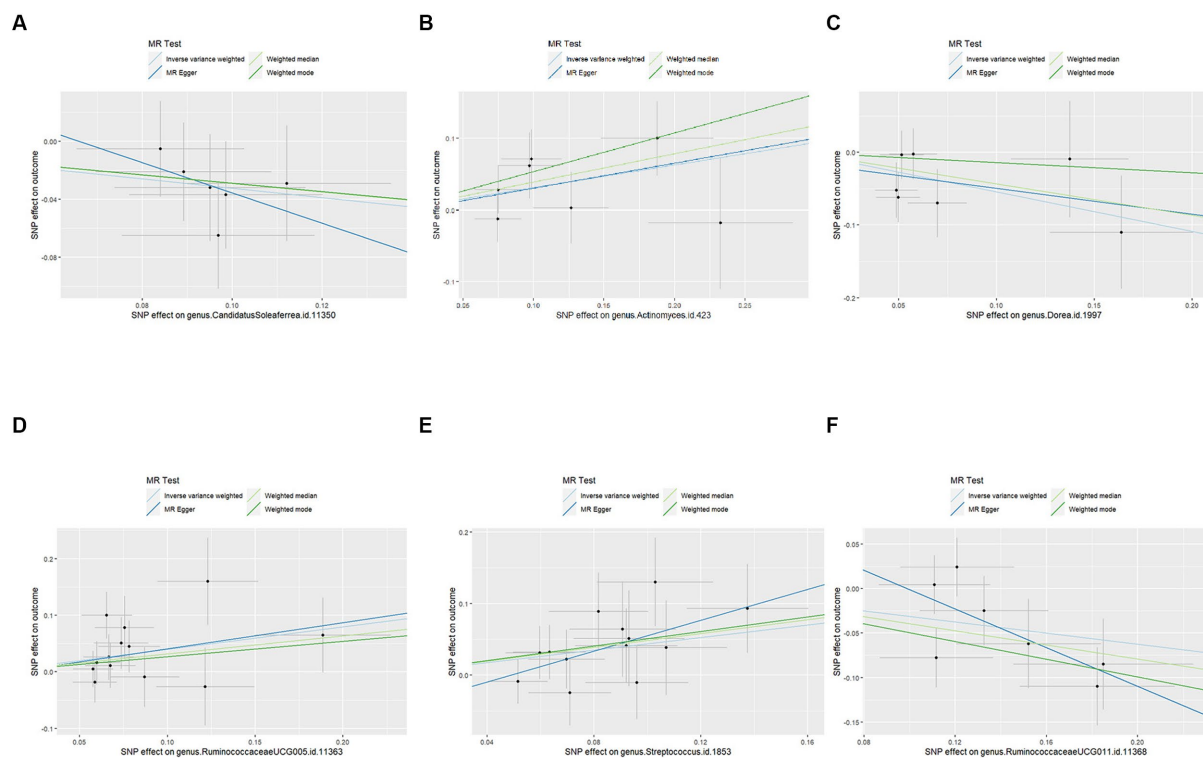 A
MR Test
Inverse variance weighted
Weighted median
MR Egger
Weighted mode
SNP effect on outcome
0.00
-0.04
-0.08
0.08
0.10
0.12
SNP effect on genus.CandidatusSoleaferrea.id.11350
B
MR Test
Inverse variance weighted
Weighted median
MR Egger
Weighted mode
SNP effect on outcome
0.1
0.0
-0.1
0.05
0.10
0.15
0.20
0.25
SNP effect on genus.Actinomyces.id.423
C
MR Test
Inverse variance weighted
Weighted median
MR Egger
Weighted mode
SNP effect on outcome
0.0
-0.1
-0.2
0.05
0.10
0.15
0.20
SNP effect on genus.Dorea.id.1997
D
MR Test
Inverse variance weighted
Weighted median
MR Egger
Weighted mode
SNP effect on outcome
0.2
0.1
0.0
-0.1
0.05
0.10
0.15
0.20
SNP effect on genus.RuminococcaceaeUCG005.id.11363
E
MR Test
Inverse variance weighted
Weighted median
MR Egger
Weighted mode
SNP effect on outcome
0.2
0.1
0.0
0.04
0.08
0.12
0.16
SNP effect on genus.Streptococcus.id.1853
F
MR Test
Inverse variance weighted
Weighted median
MR Egger
Weighted mode
SNP effect on outcome
0.05
0.00
-0.05
-0.10
-0.15
0.08
0.12
0.16
0.20
SNP effect on genus.RuminococcaceaeUCG011.id.11368